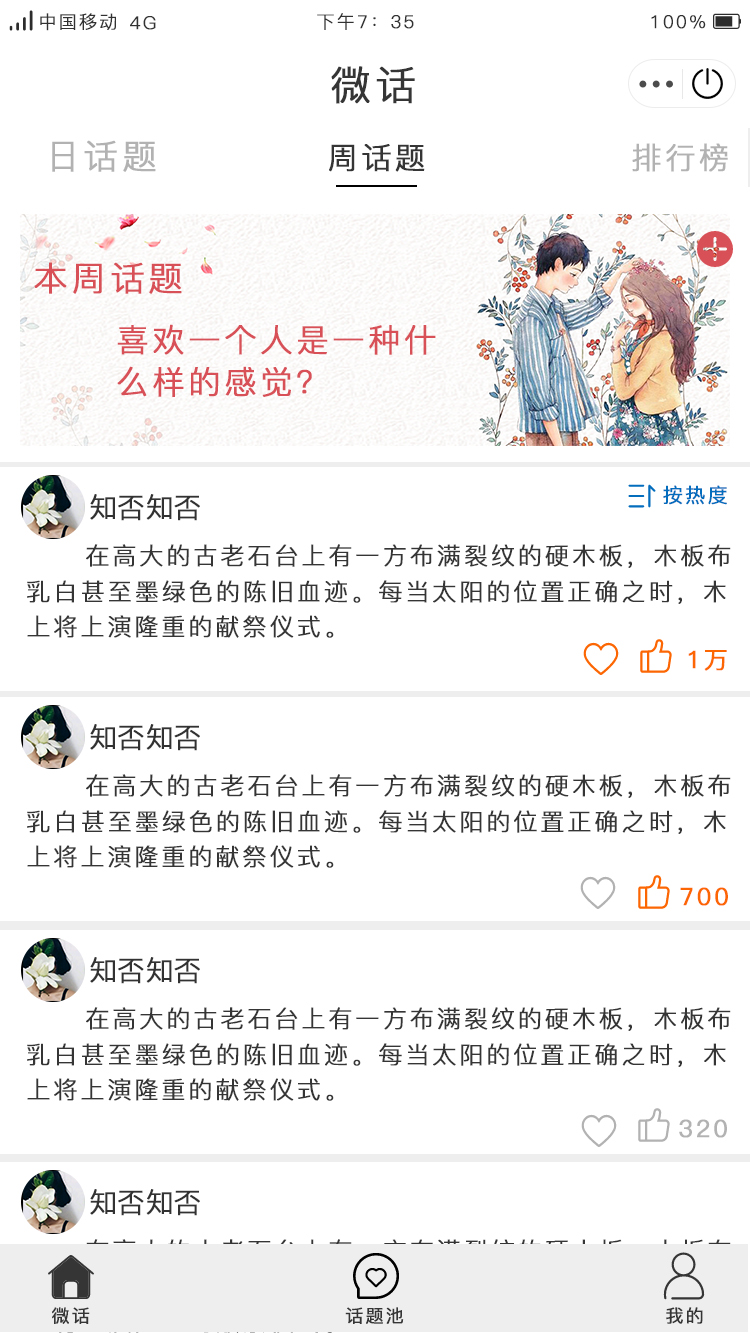 中国移动 4G
下午7：35
100%
微话
日话题
周话题
排行榜
本周话题
喜欢一个人是一种什
么样的感觉？
知否知否
按热度
在高大的古老石台上有一方布满裂纹的硬木板，木板布
乳白甚至墨绿色的陈旧血迹。每当太阳的位置正确之时，木
上将上演隆重的献祭仪式。
1万
知否知否
在高大的古老石台上有一方布满裂纹的硬木板，木板布
乳白甚至墨绿色的陈旧血迹。每当太阳的位置正确之时，木
上将上演隆重的献祭仪式。
700
知否知否
在高大的古老石台上有一方布满裂纹的硬木板，木板布
乳白甚至墨绿色的陈旧血迹。每当太阳的位置正确之时，木
上将上演隆重的献祭仪式。
320
知否知否
微话
话题池
我的